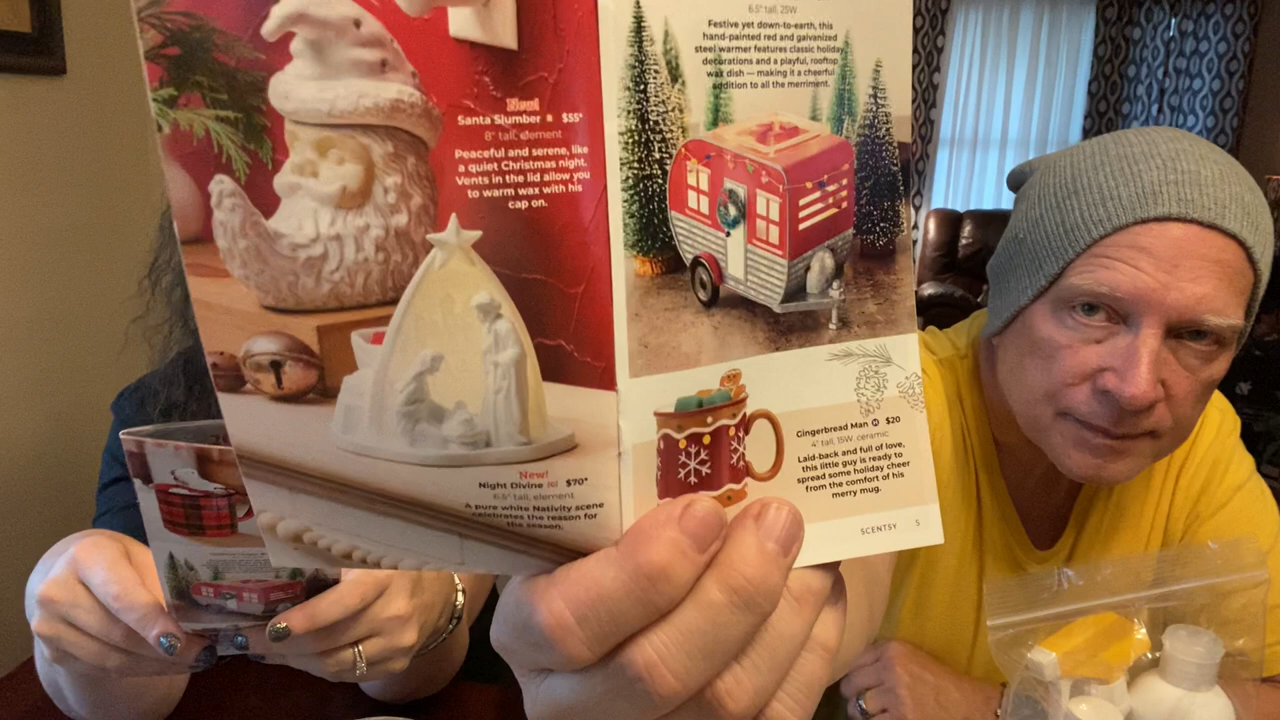 New!
Santa Slumber $55*
8" tall, element
Peaceful and serene, like
a quiet Christmas night.
Vents in the lid allow you
to warm wax with his
cap on.
New!
Night Divine $70*
6.5" tall, element
A pure white Nativity scene
celebrates the reason for
the season.
6.5" tall, 25W
Festive yet down-to-earth, this
hand-painted red and galvanized
steel warmer features classic holiday
decorations and a playful, rooftop
wax dish — making it a cheerful
addition to all the merriment.
Gingerbread Man $20
4" tall, 15W, ceramic
Laid-back and full of love,
this little guy is ready to
spread some holiday cheer
from the comfort of his
merry mug.
SCENTSY 5